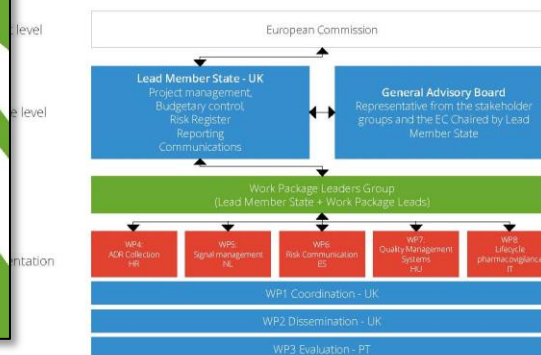 level
European Commission
Lead Member State - UK
Project management,
Budgetary control,
Risk Register
Reporting
Communications
General Advisory Board
Representative from the stakeholder
groups and the EC Chaired by Lead
Member State
e level
Work Package Leaders Group
(Lead Member State + Work Package Leads)
entation
WP4:
ADR Collection
HR
WP5:
Signal management
NL
WP6:
Risk Communication
ES
WP7:
Quality Management
Systems
HU
WP8
Lifecycle
pharmacovigilance
IT
WP1 Coordination - UK
WP2 Dissemination - UK
WP3 Evaluation - PT